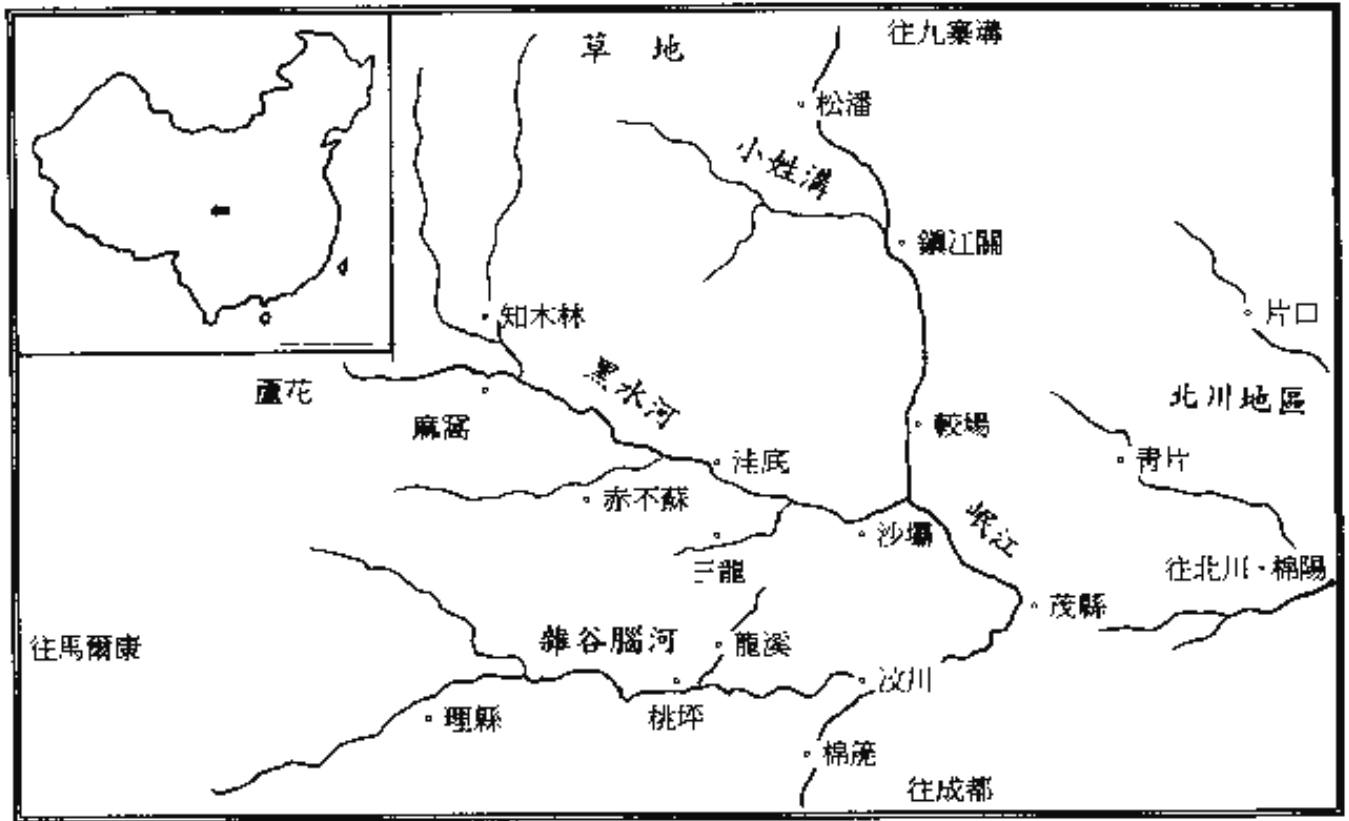 往九寨溝
草地
松潘
小姓溝
鎮江關
片口
知木林
黑水河
蘆花
麻窩
北川地區
較場
青片
洼底
赤不蘇
岷江
沙壩
三龍
往北川·棉陽
茂縣
雜谷腦河
龍溪
往馬爾康
汶川
理縣
桃坪
棉篪
往成都